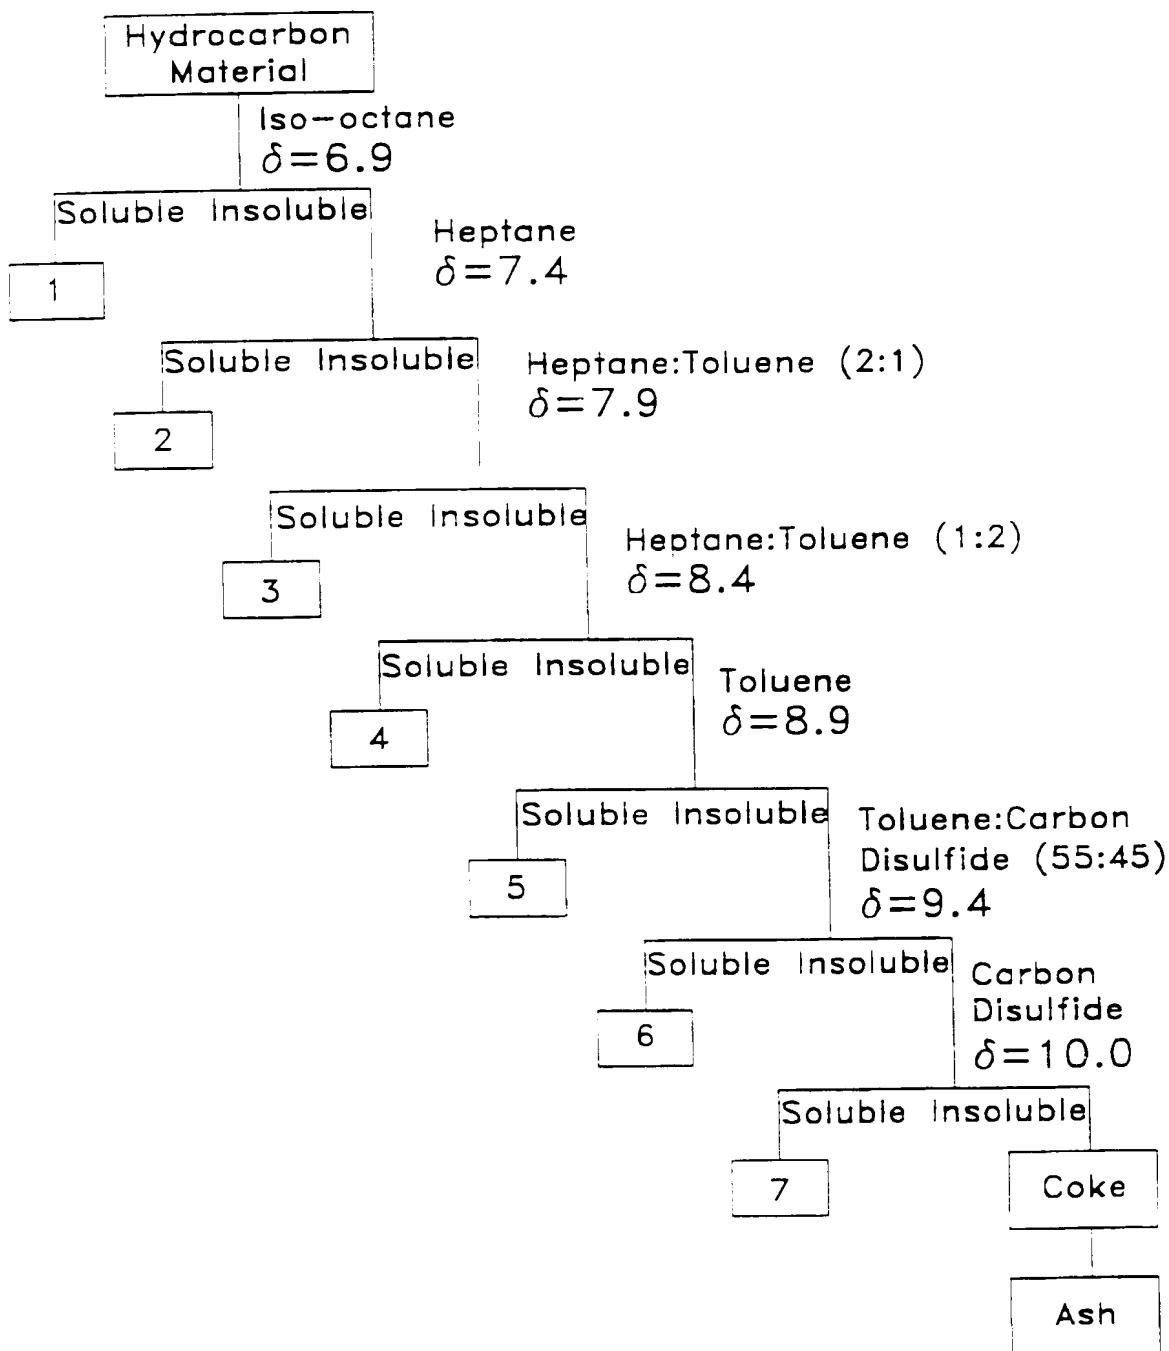 Hydrocarbon
Material
Iso-octane
δ=6.9
Soluble Insoluble
Heptane
δ=7.4
1
Soluble Insoluble
Heptane:Toluene (2:1)
δ=7.9
2
Soluble Insoluble
Heptane:Toluene (1:2)
δ=8.4
3
Soluble Insoluble
Toluene
δ=8.9
4
Soluble Insoluble
Toluene:Carbon
Disulfide (55:45)
δ=9.4
5
Soluble Insoluble
Carbon
Disulfide
δ=10.0
6
Soluble Insoluble
7
Coke
Ash